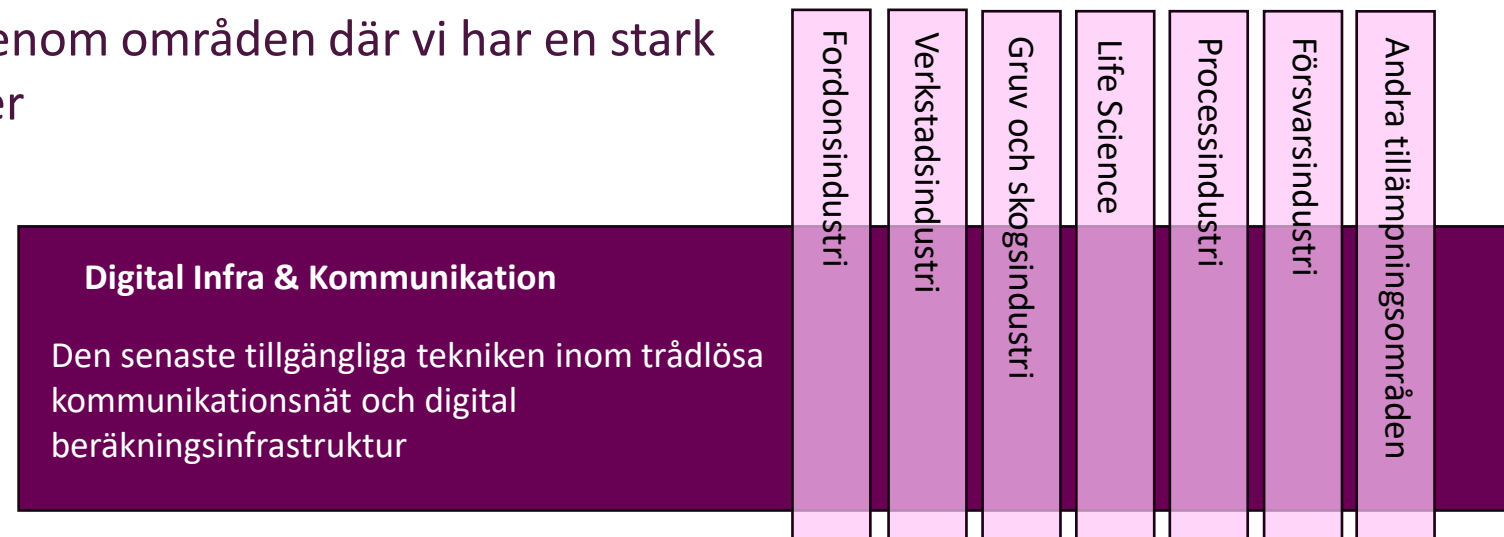 enom områden där vi har en stark
er
Fordonsindustri
Verkstadsindustri
Gruv och skogsindustri
Life Science
Processindustri
Försvarsindustri
Andra tillämpningsområden
Digital Infra & Kommunikation
Den senaste tillgängliga tekniken inom trådlösa
kommunikationsnät och digital
beräkningsinfrastruktur